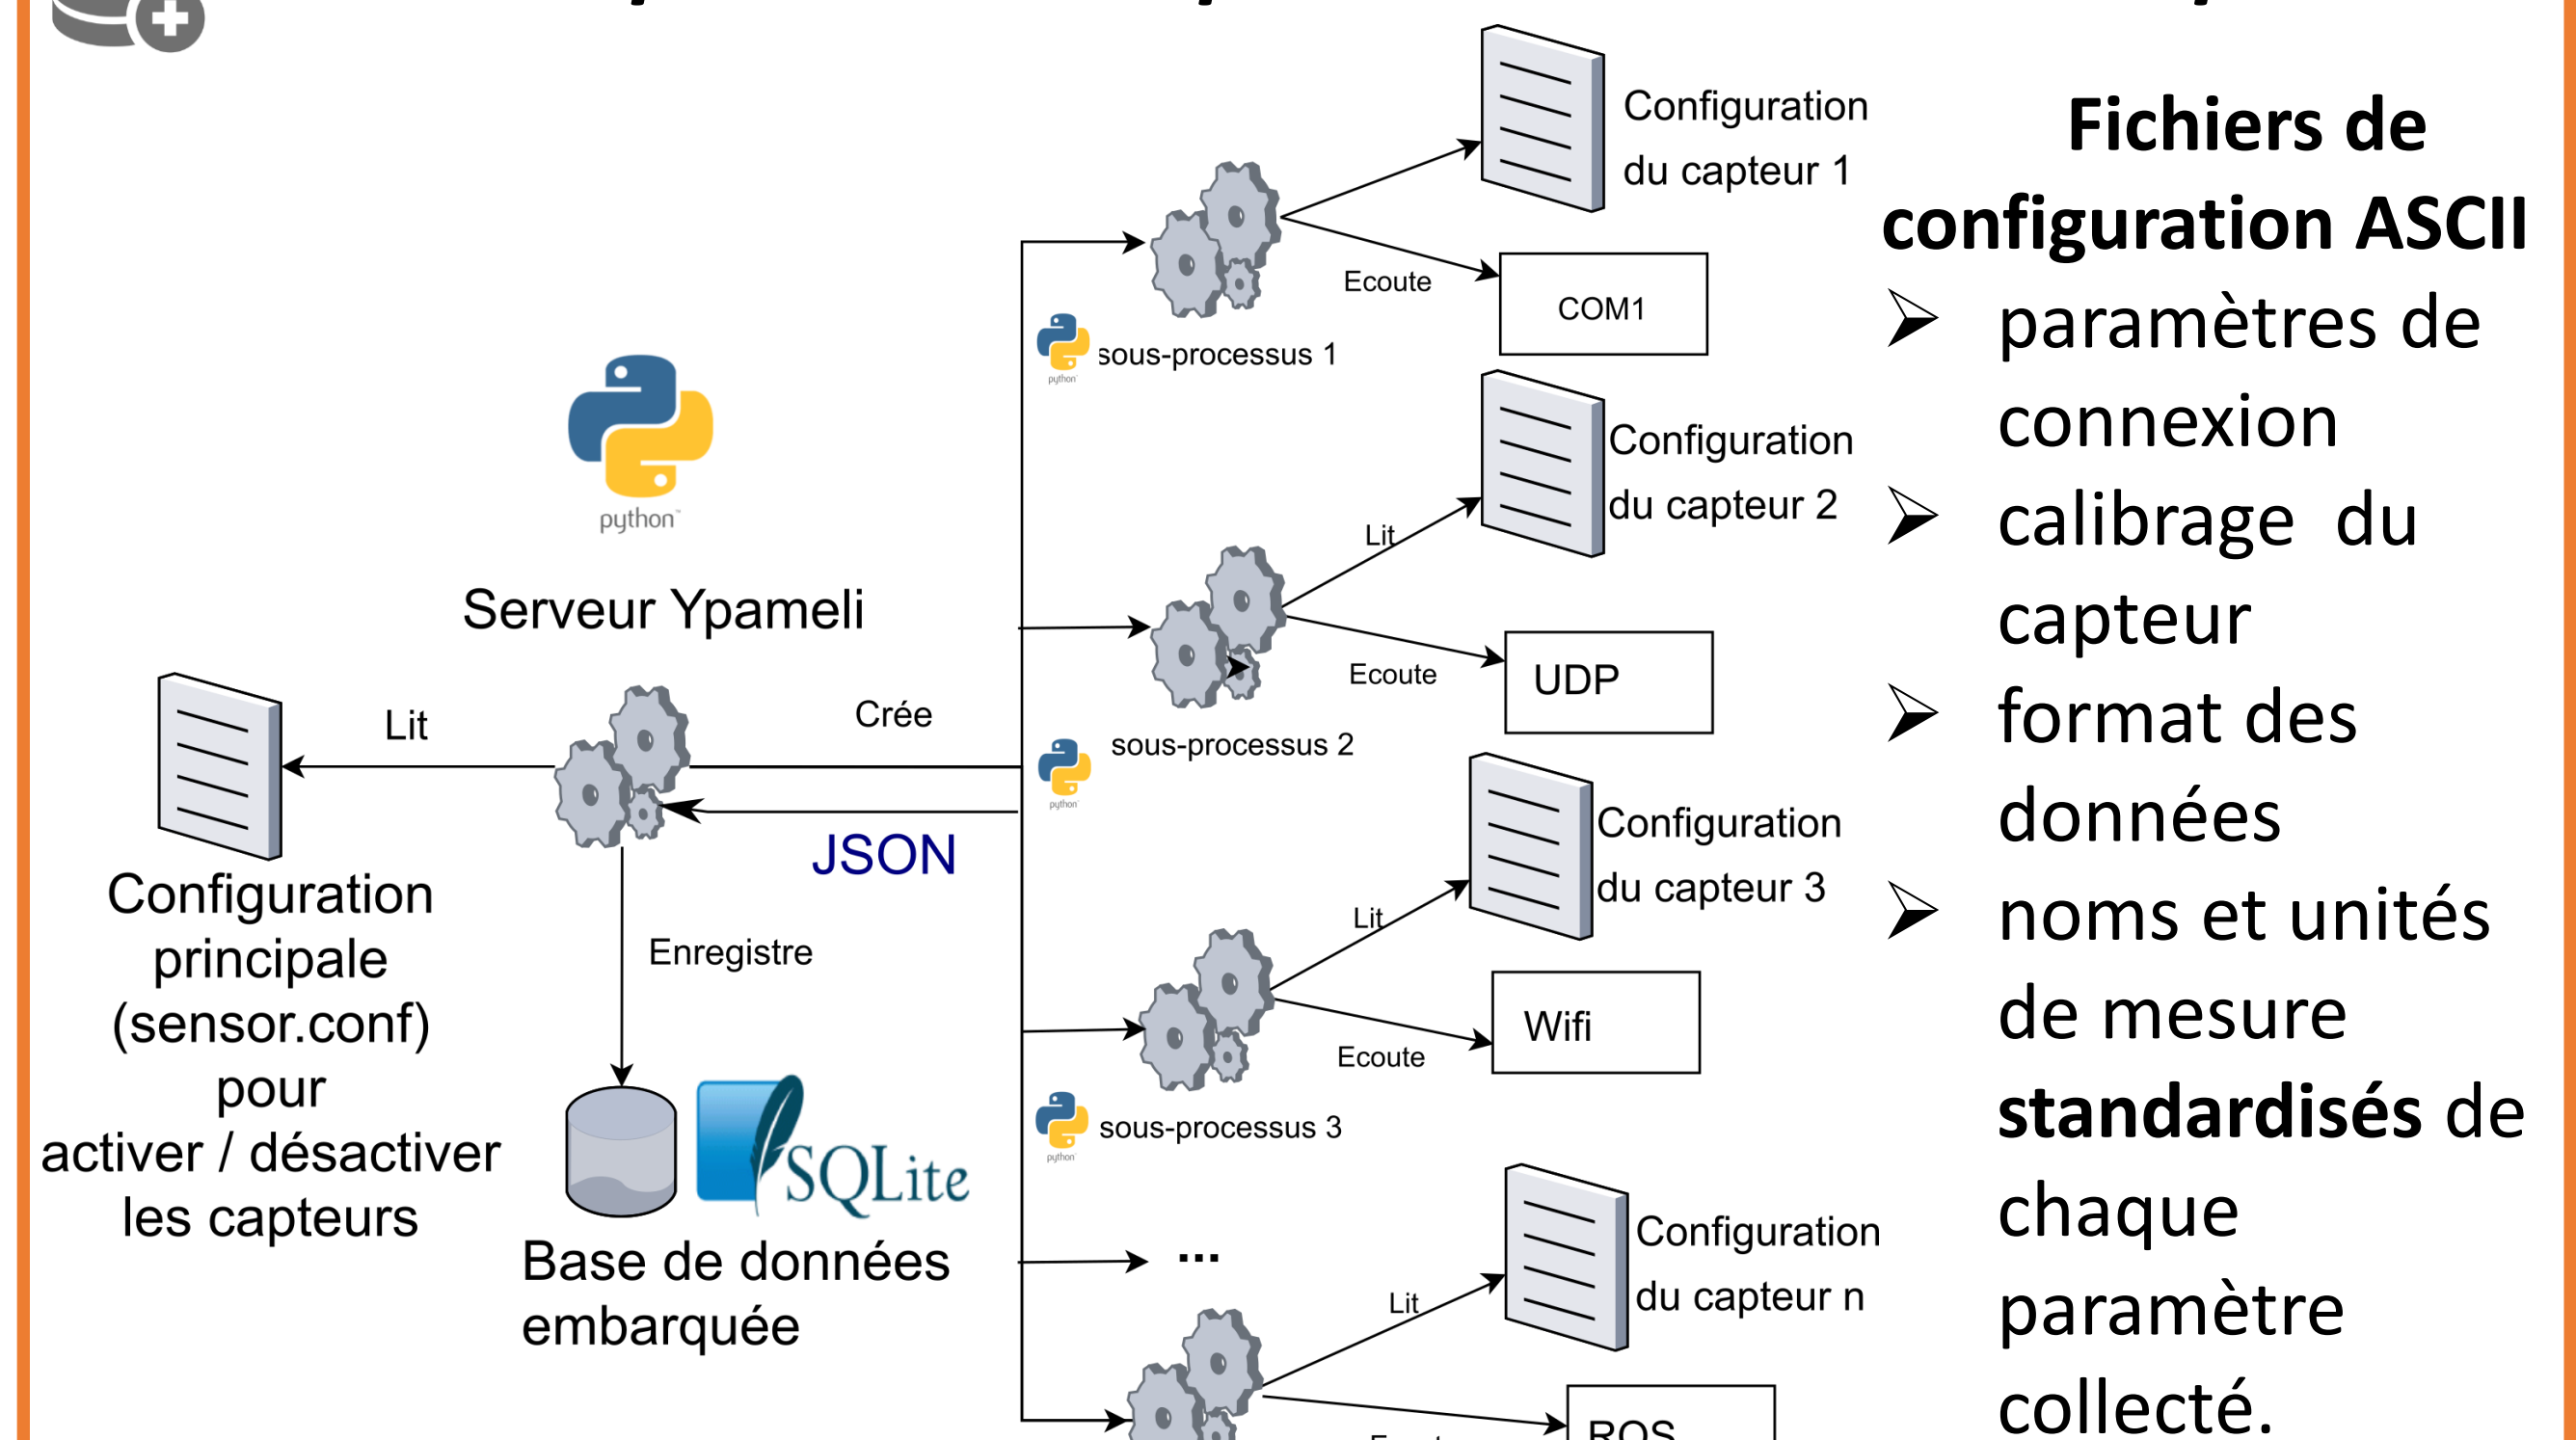 Configuration
du capteur 1
Ecoute
COM1
python
sous-processus 1
Configuration
du capteur 2
Lit
Ecoute
UDP
python
sous-processus 2
python™
Serveur Ypameli
Lit
Crée
JSON
Configuration
principale
(sensor.conf)
pour
activer / désactiver
les capteurs
Enregistre
SQLite
Base de données
embarquée
Configuration
du capteur 3
Lit
Ecoute
Wifi
python
sous-processus 3
...
Configuration
du capteur n
Lit
ROS
Fichiers de
configuration ASCII
paramètres de
connexion
calibrage du
capteur
format des
données
noms et unités
de mesure
standardisés de
chaque
paramètre
collecté.